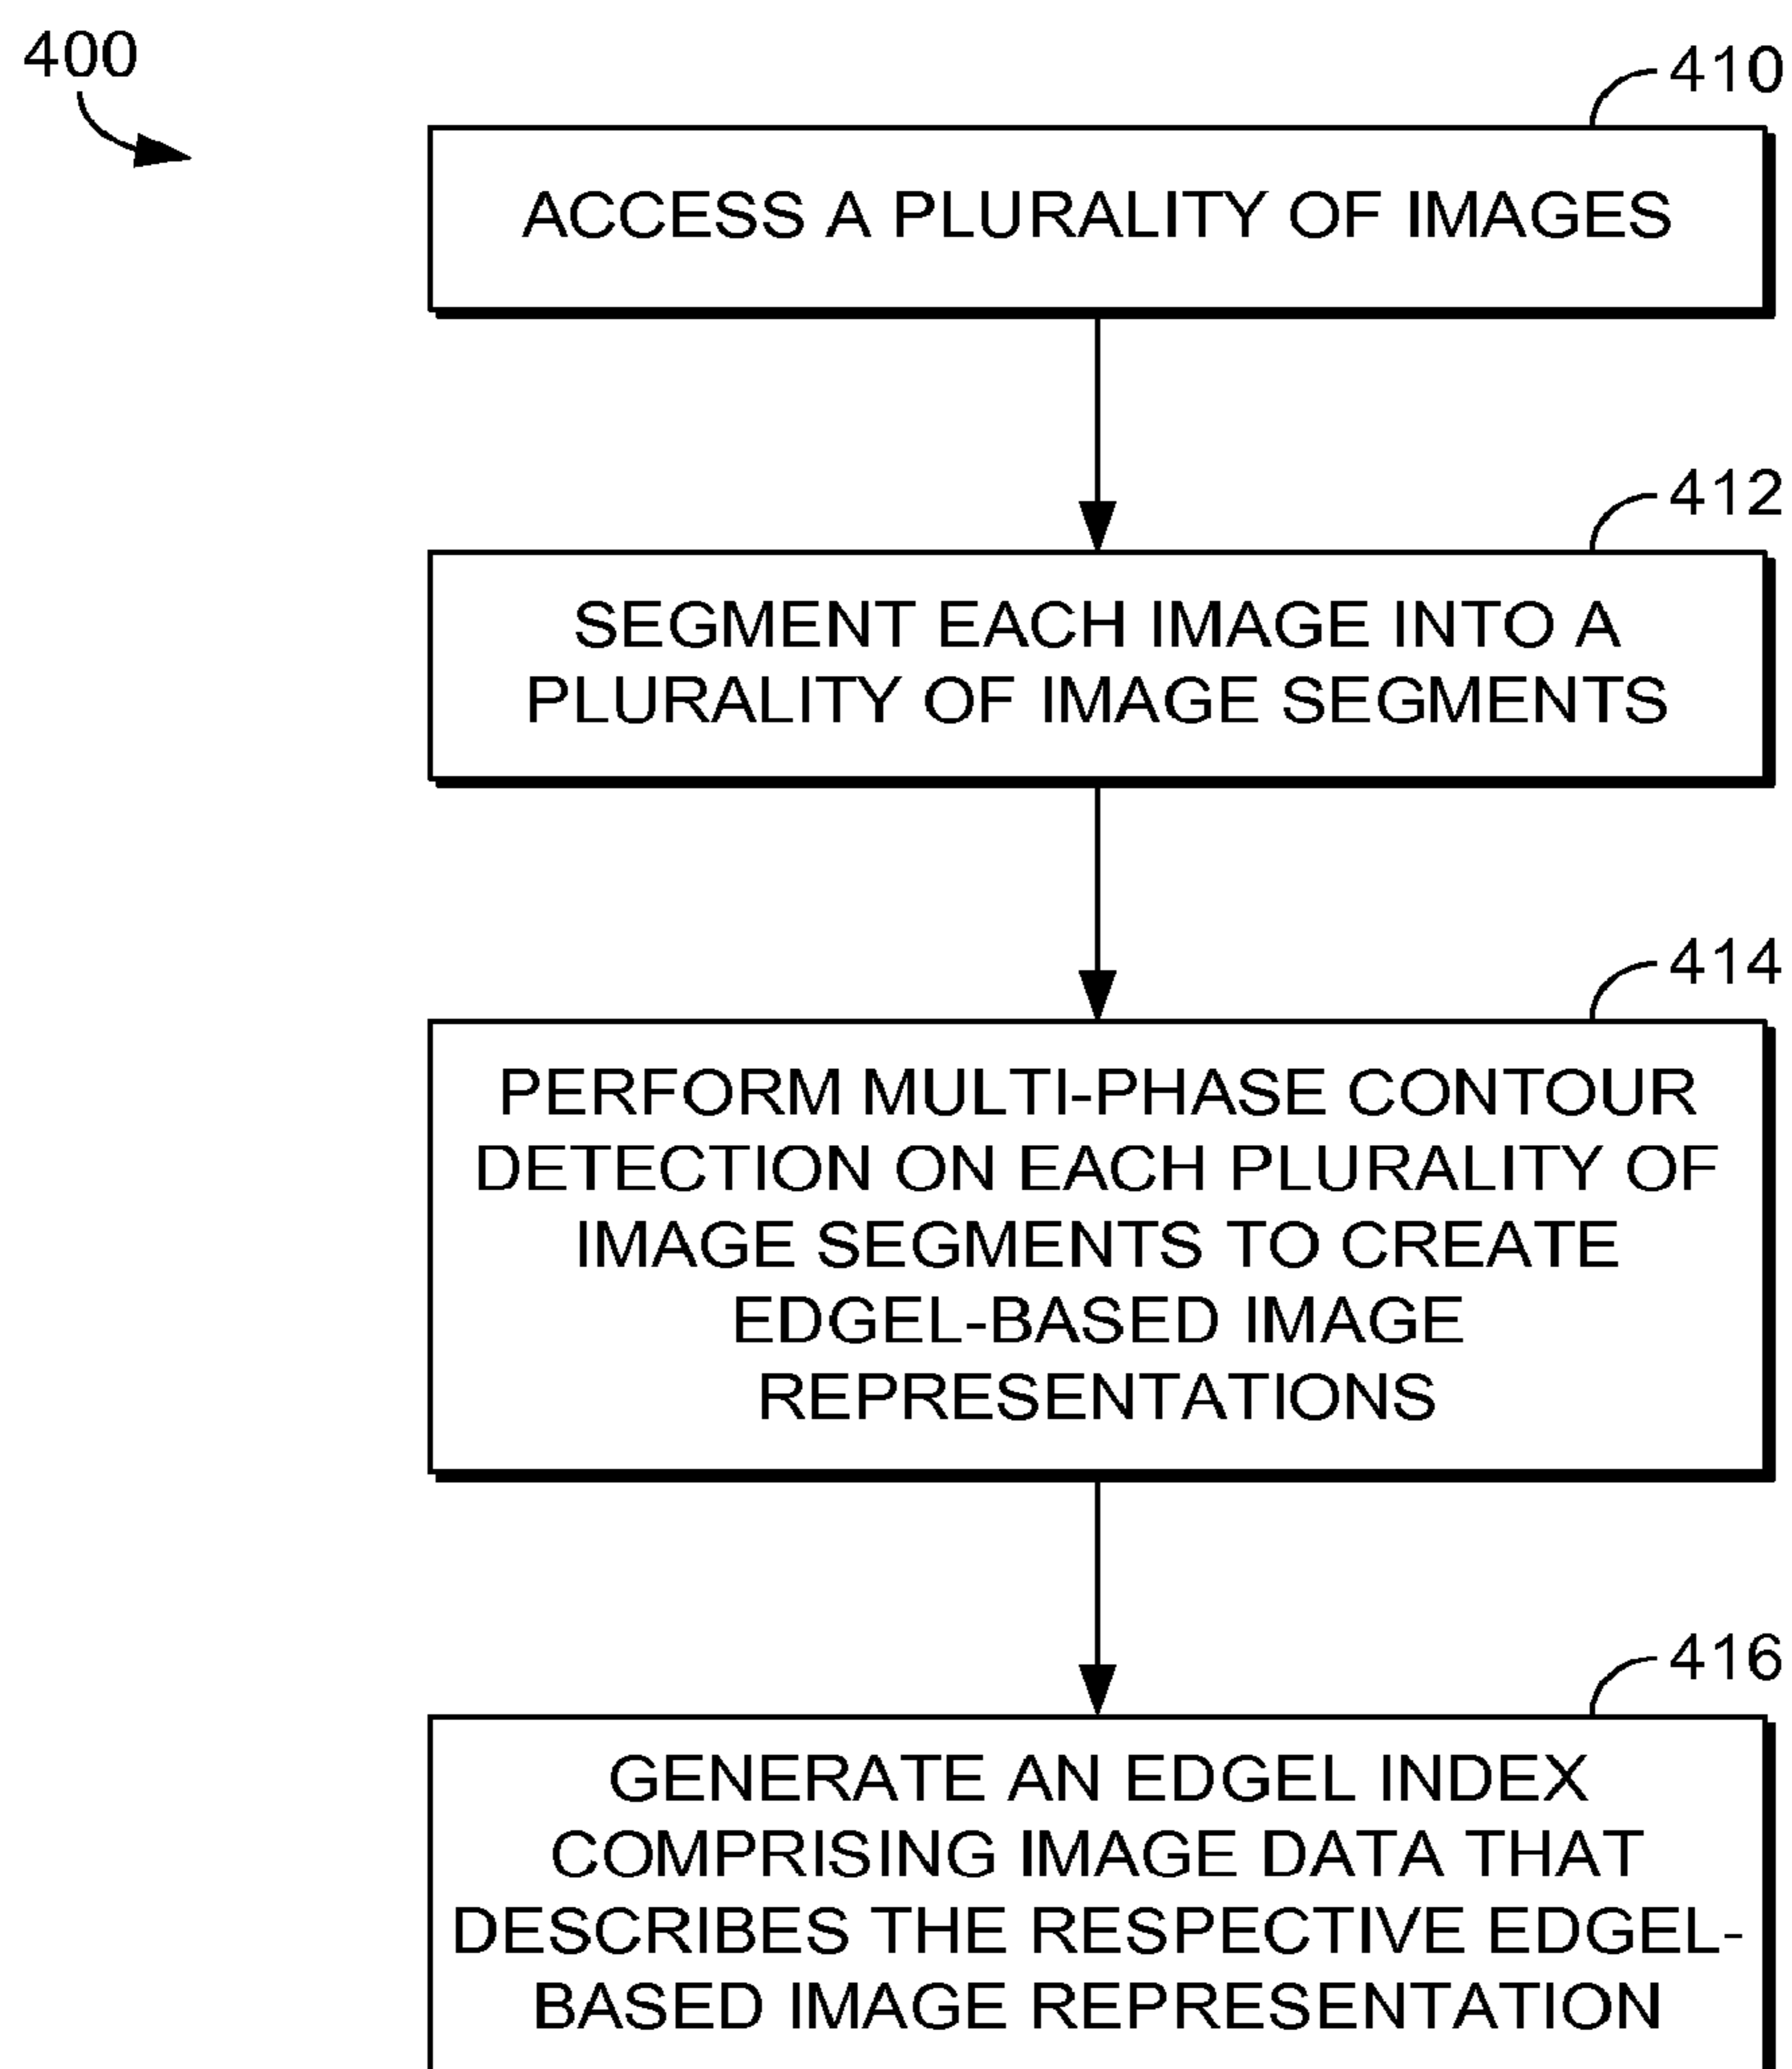 400
410
ACCESS A PLURALITY OF IMAGES
412
SEGMENT EACH IMAGE INTO A
PLURALITY OF IMAGE SEGMENTS
414
PERFORM MULTI-PHASE CONTOUR
DETECTION ON EACH PLURALITY OF
IMAGE SEGMENTS TO CREATE
EDGEL-BASED IMAGE
REPRESENTATIONS
416
GENERATE AN EDGEL INDEX
COMPRISING IMAGE DATA THAT
DESCRIBES THE RESPECTIVE EDGEL-
BASED IMAGE REPRESENTATION